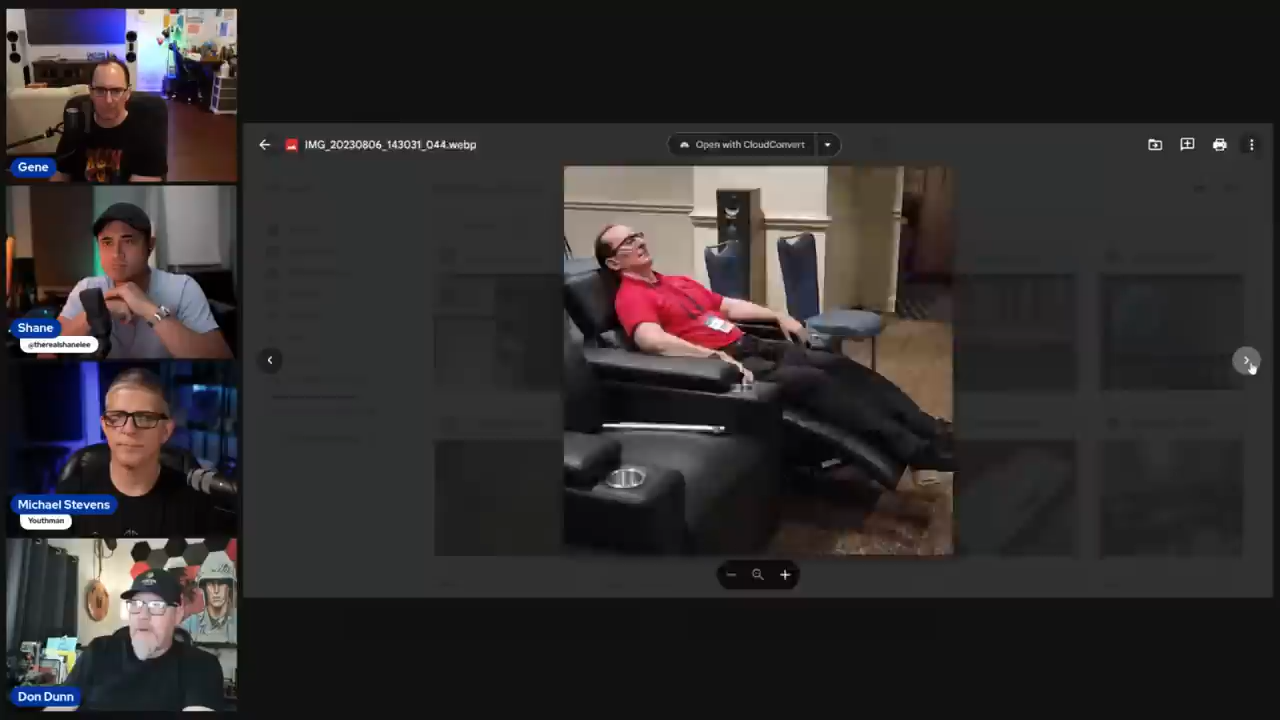 Gene
Shane
@therealshanelee
Michael Stevens
Youthman
Don Dunn
IMG_20230806_143031_044.webp
Open with CloudConvert